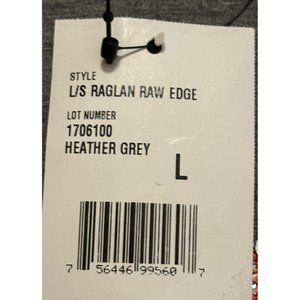 STYLE
L/S RAGLAN RAW EDGE
LOT NUMBER
1706100
HEATHER GREY
L
7 56446 99560 7